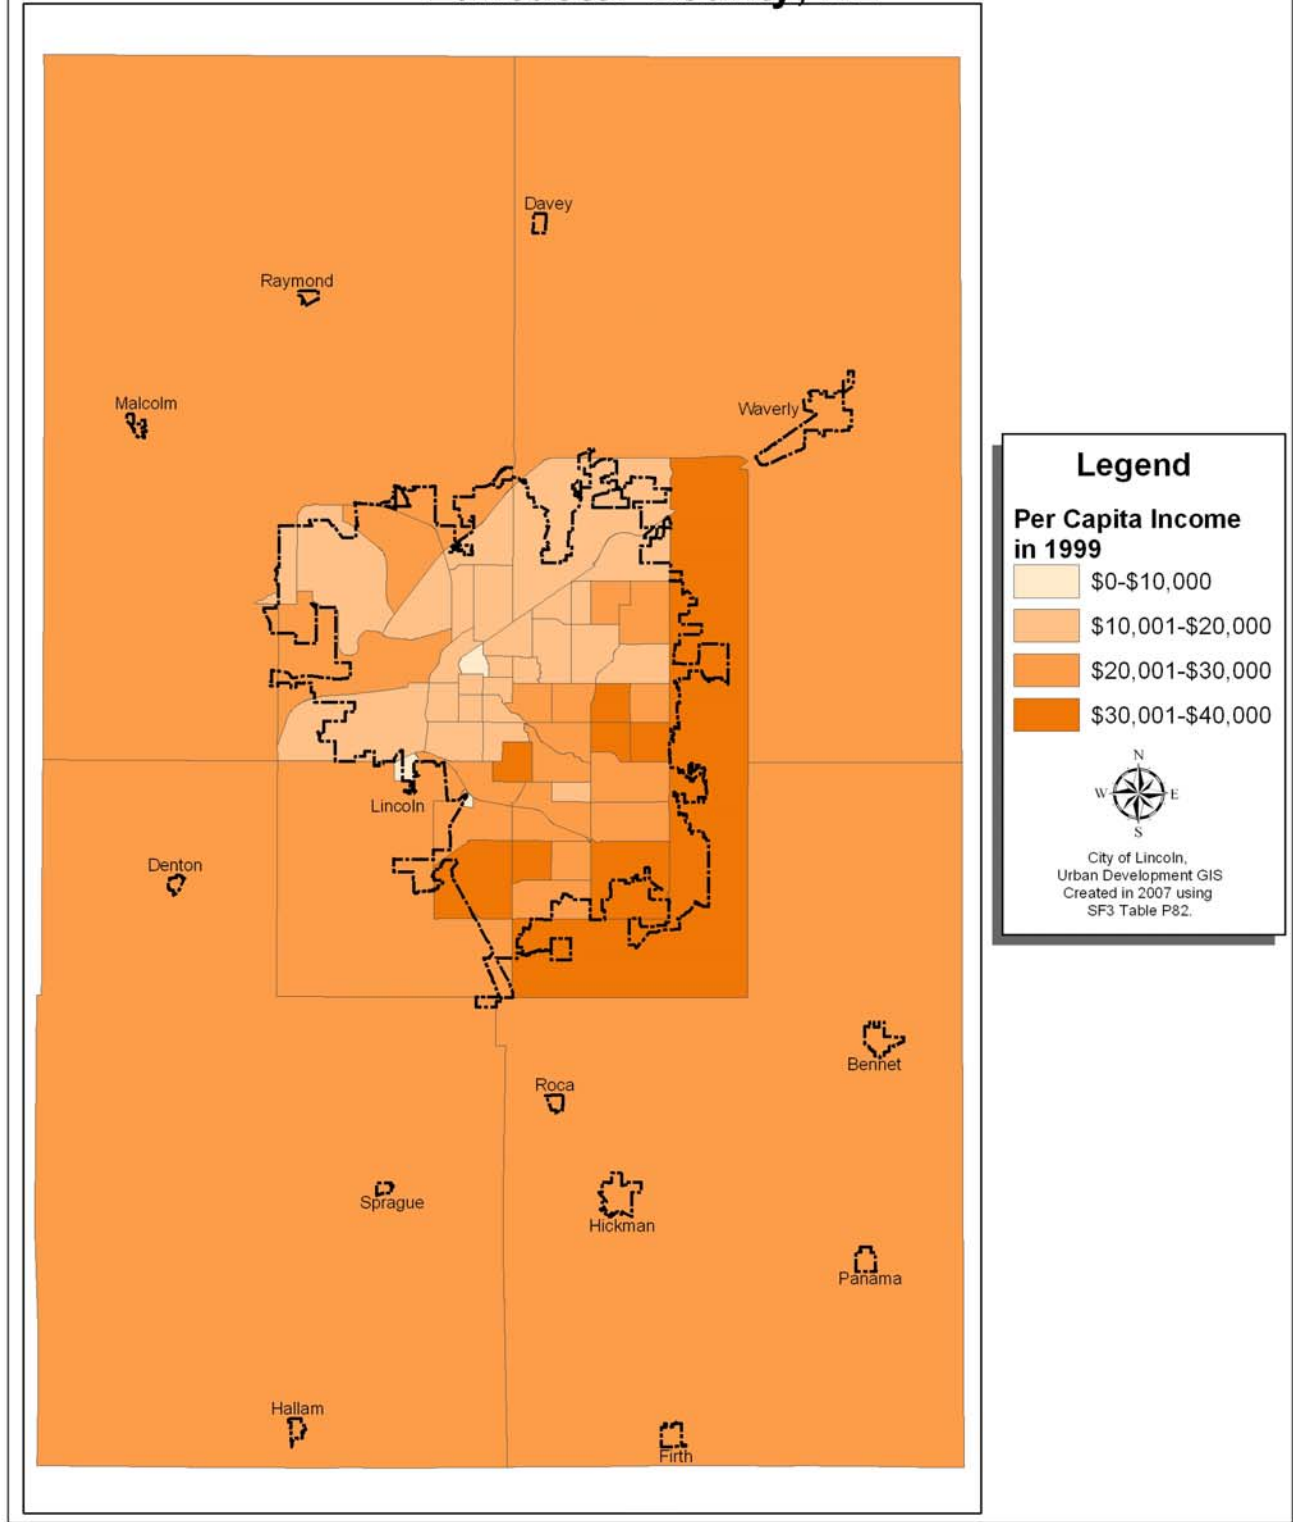 Davey
Raymond
Malcolm
Waverly
Lincoln
Denton
Bennet
Roca
Sprague
Hickman
Panama
Hallam
Firth
Legend
Per Capita Income
in 1999
$0-$10,000
$10,001-$20,000
$20,001-$30,000
$30,001-$40,000
N
W E
S
City of Lincoln,
Urban Development GIS
Created in 2007 using
SF3 Table P82.